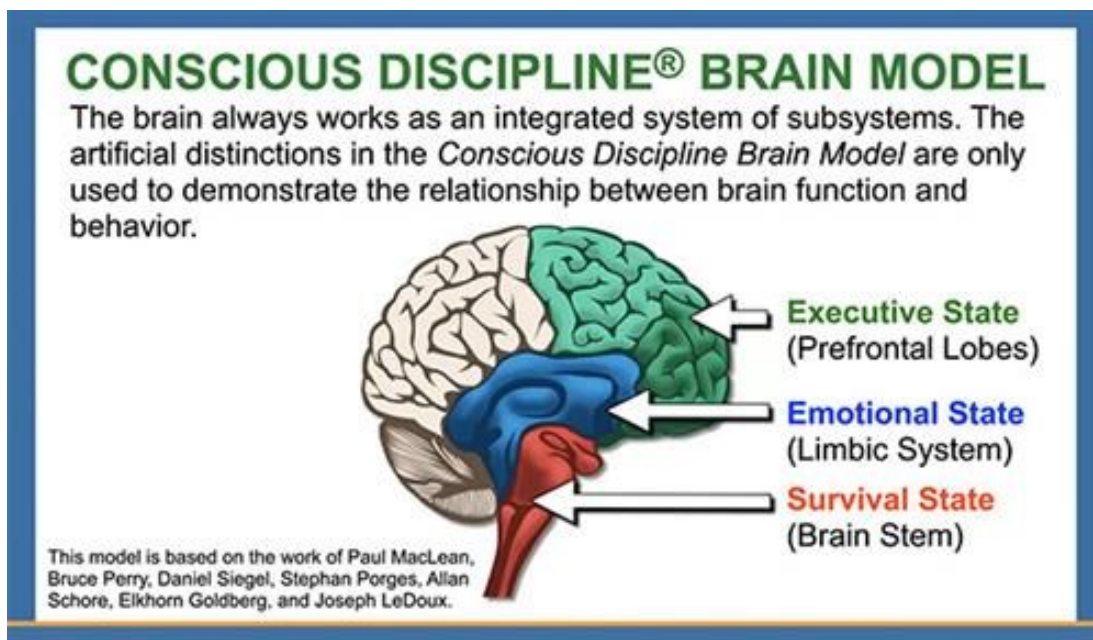 CONSCIOUS DISCIPLINE® BRAIN MODEL
The brain always works as an integrated system of subsystems. The
artificial distinctions in the Conscious Discipline Brain Model are only
used to demonstrate the relationship between brain function and
behavior.
Executive State
(Prefrontal Lobes)
Emotional State
(Limbic System)
Survival State
(Brain Stem)
This model is based on the work of Paul MacLean,
Bruce Perry, Daniel Siegel, Stephan Porges, Allan
Schore, Elkhorn Goldberg, and Joseph LeDoux.